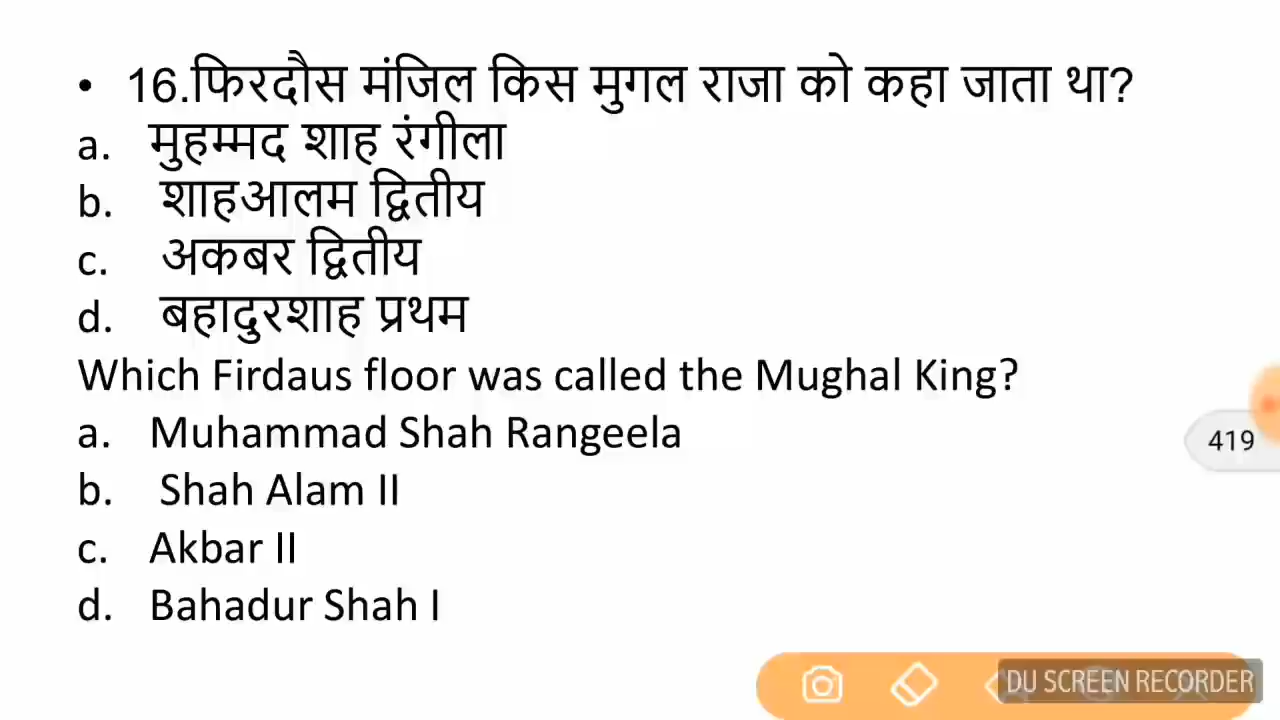 • 16.फिरदौस मंजिल किस मुगल राजा को कहा जाता था?
a. मुहम्मद शाह रंगीला
b. शाहआलम द्वितीय
c. अकबर द्वितीय
d. बहादुरशाह प्रथम
Which Firdaus floor was called the Mughal King?
a. Muhammad Shah Rangeela
b. Shah Alam II
c. Akbar II
d. Bahadur Shah I
419
DU SCREEN RECORDER